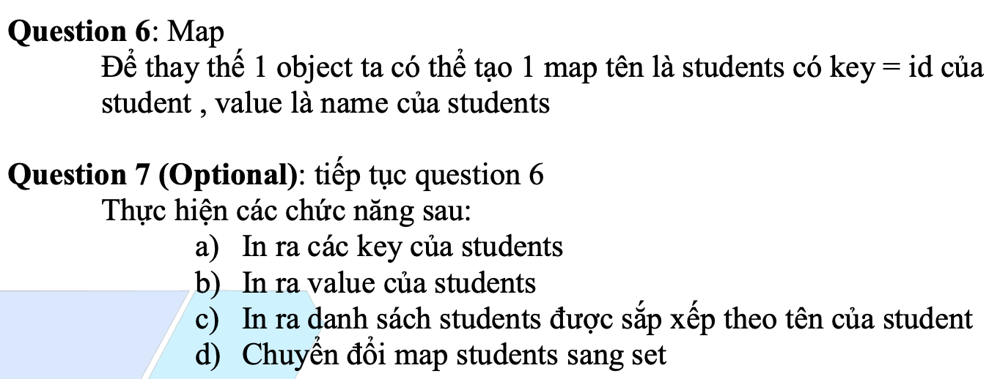 Question 6: Map
Để thay thế 1 object ta có thể tạo 1 map tên là students có key = id của
student , value là name của students
Question 7 (Optional): tiếp tục question 6
Thực hiện các chức năng sau:
a) In ra các key của students
b) In ra value của students
c) In ra danh sách students được sắp xếp theo tên của student
d) Chuyển đổi map students sang set